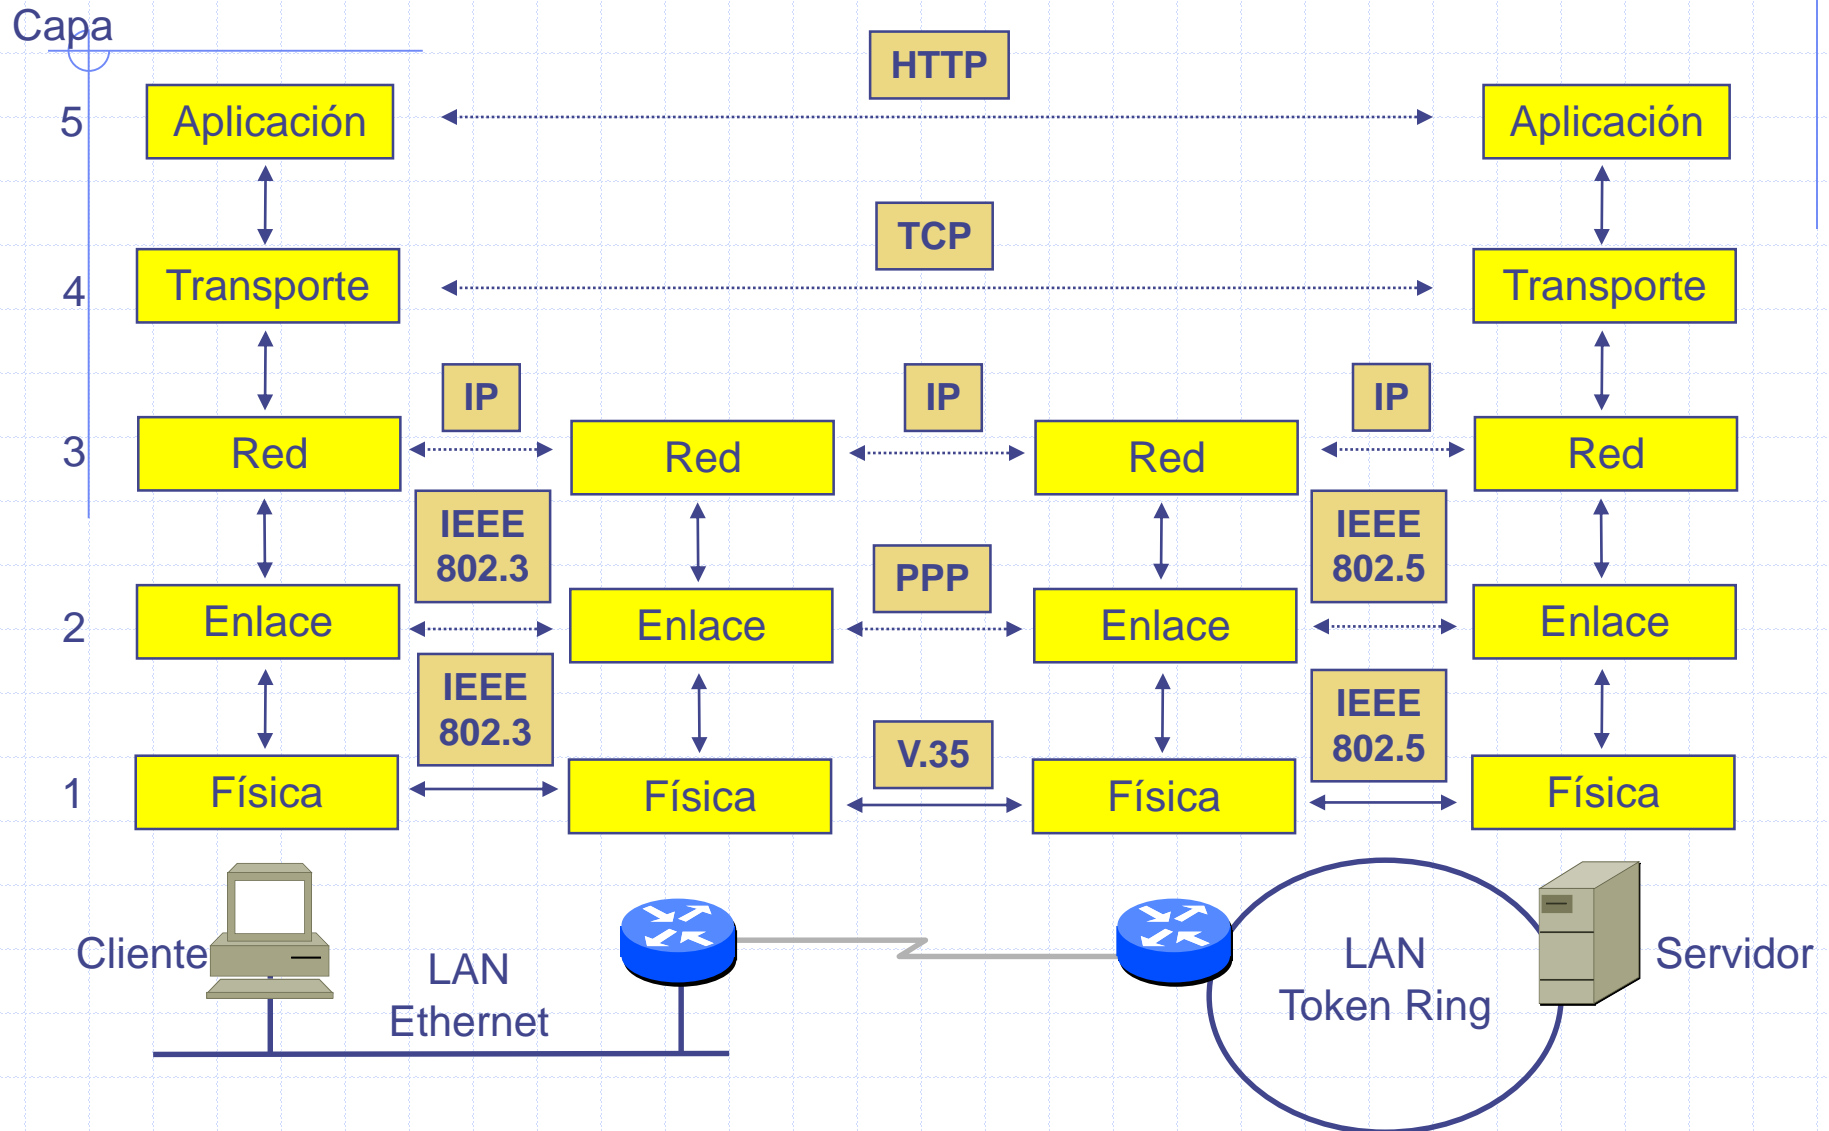 Capa
HTTP
5
Aplicación
Aplicación
TCP
4
Transporte
Transporte
IP
IP
IP
3
Red
Red
Red
Red
IEEE
802.3
IEEE
802.5
PPP
2
Enlace
Enlace
Enlace
Enlace
IEEE
802.3
IEEE
802.5
V.35
1
Física
Física
Física
Física
Cliente
LAN
Ethernet
LAN
Token Ring
Servidor